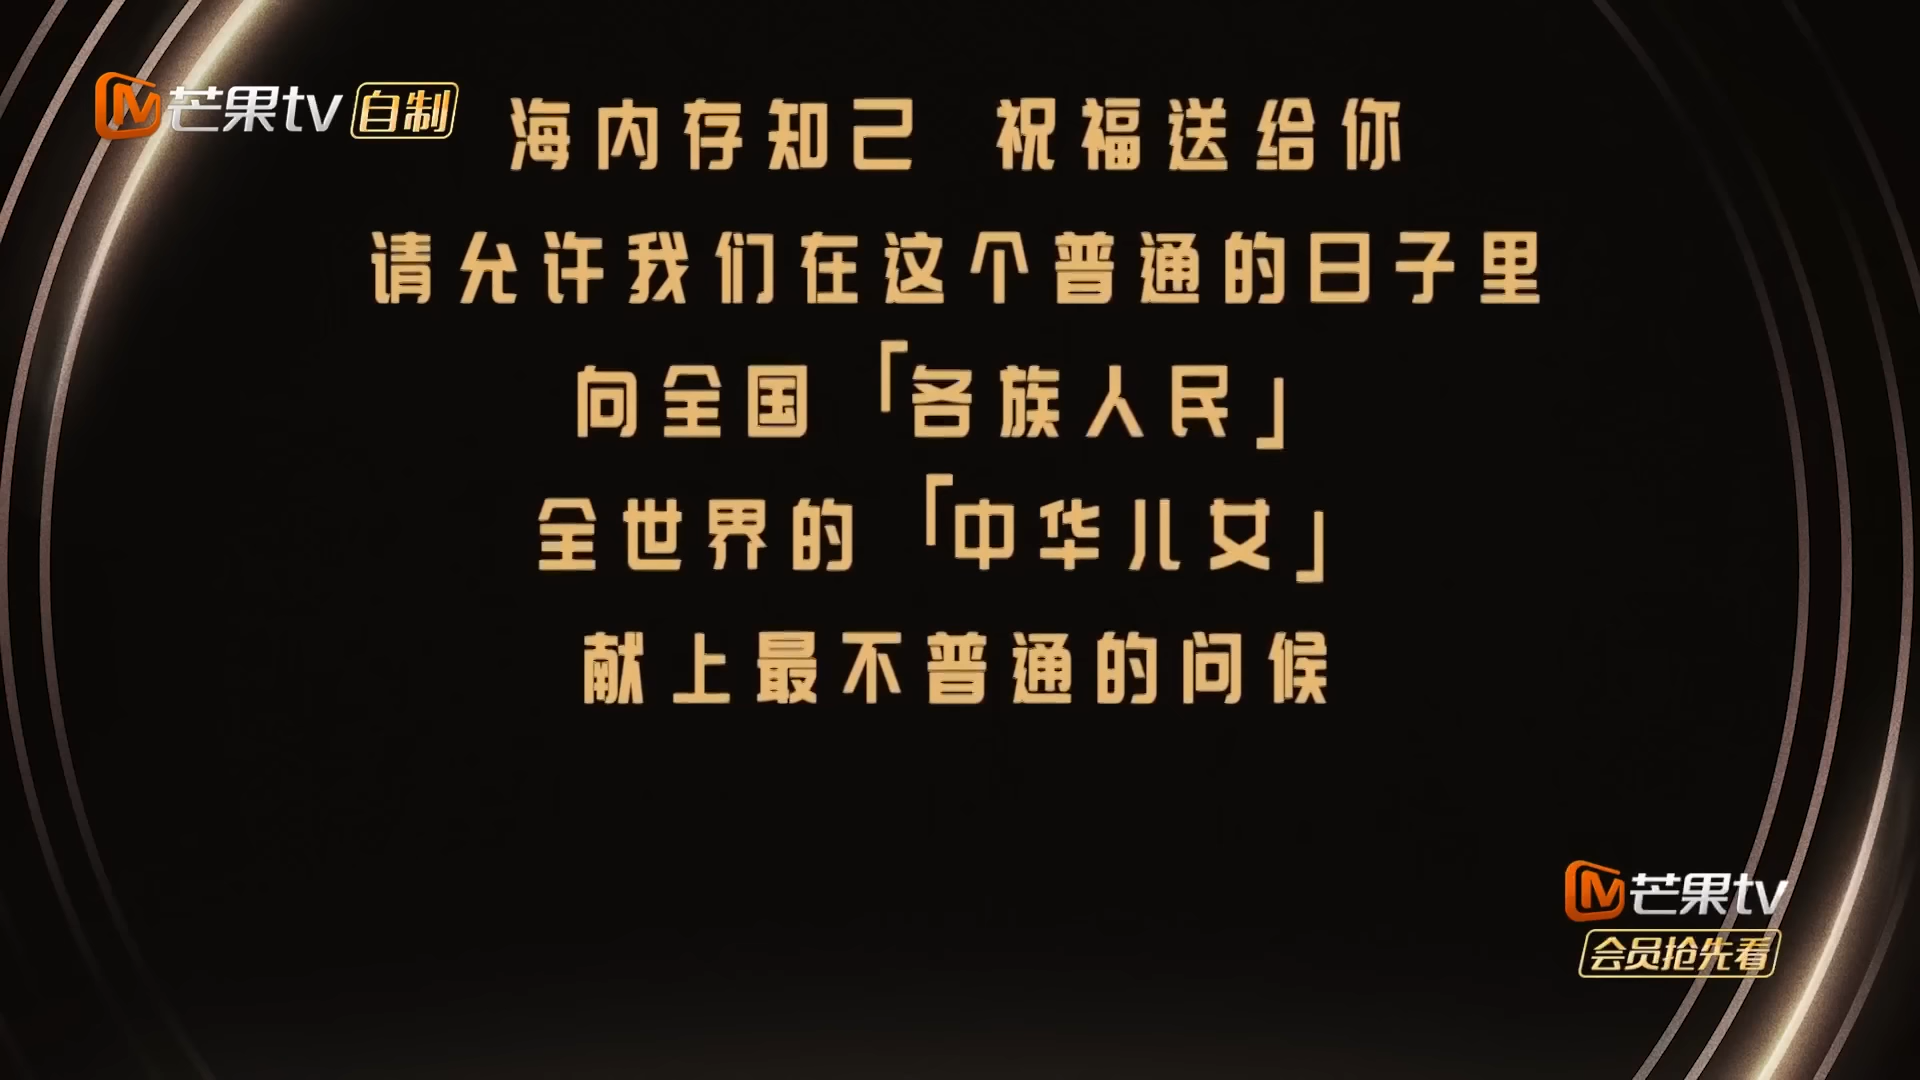 芒果tv 自制
海内存知己 祝福送给你
请允许我们在这个普通的日子里
向全国「各族人民」
全世界的「中华儿女」
献上最不普通的问候
芒果tv
会员抢先看